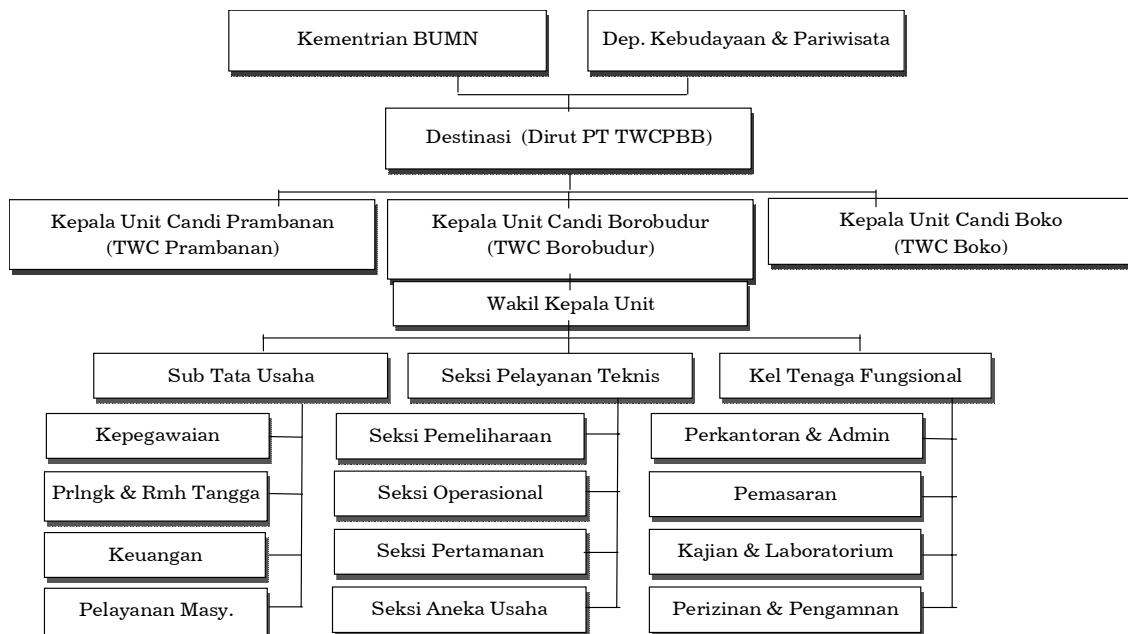 Kementrian BUMN
Dep. Kebudayaan & Pariwisata
Destinasi (Dirut PT TWCPBB)
Kepala Unit Candi Prambanan
(TWC Prambanan)
Kepala Unit Candi Borobudur
(TWC Borobudur)
Kepala Unit Candi Boko
(TWC Boko)
Wakil Kepala Unit
Sub Tata Usaha
Seksi Pelayanan Teknis
Kel Tenaga Fungsional
Kepegawaian
Seksi Pemeliharaan
Perkantoran & Admin
Prlngk & Rmh Tangga
Seksi Operasional
Pemasaran
Keuangan
Seksi Pertamanan
Kajian & Laboratorium
Pelayanan Masy.
Seksi Aneka Usaha
Perizinan & Pengamnan